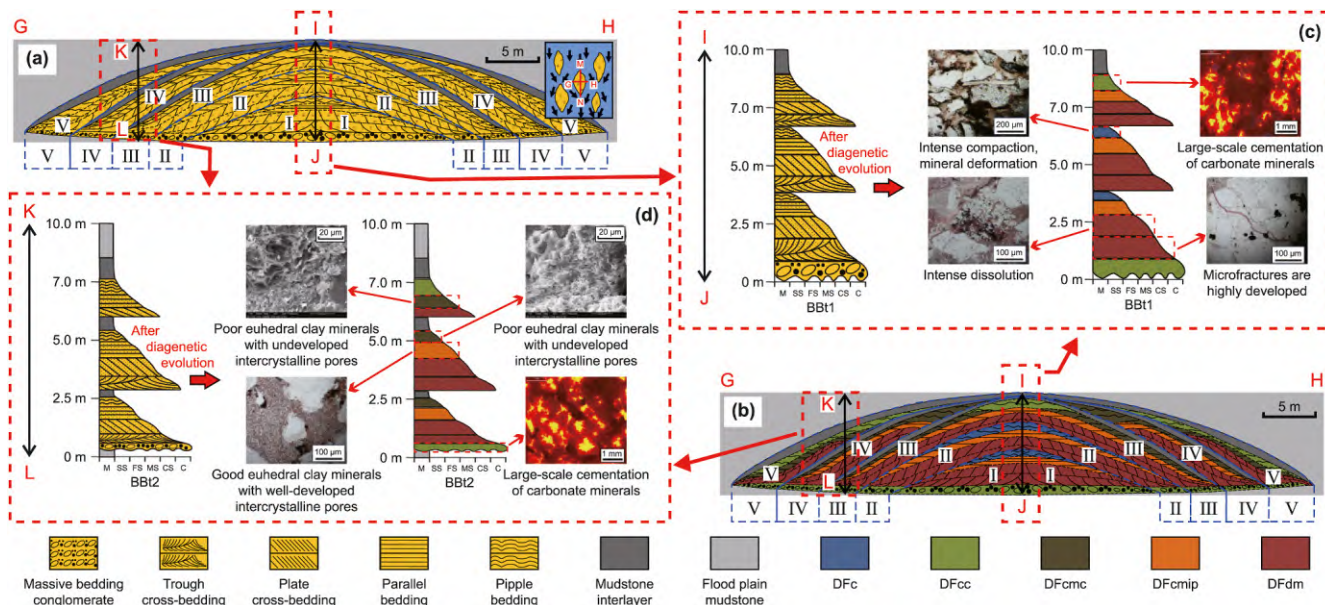 G
H
I
(a)
K
5 m
M
G
H
N
IV
III
II
II
III
IV
V
L
I
I
V
J
V
IV
III
II
II
III
IV
V
(c)
I
J
10.0 m
7.0 m
5.0 m
2.5 m
0 m
M
SS
FS
MS
CS
C
BBt1
After
diagenetic
evolution
200 μm
Intense compaction,
mineral deformation
100 μm
Intense dissolution
10.0 m
7.0 m
5.0 m
2.5 m
0 m
M
SS
FS
MS
CS
C
BBt1
1 mm
Large-scale cementation
of carbonate minerals
100 μm
Microfractures are
highly developed
(d)
K
L
10.0 m
7.0 m
5.0 m
2.5 m
0 m
M
SS
FS
MS
CS
C
BBt2
After
diagenetic
evolution
20 μm
Poor euhedral clay minerals
with undeveloped
intercrystalline pores
100 μm
Good euhedral clay minerals
with well-developed
intercrystalline pores
10.0 m
7.0 m
5.0 m
2.5 m
0 m
M
SS
FS
MS
CS
C
BBt2
20 μm
Poor euhedral clay minerals
with undeveloped
intercrystalline pores
1 mm
Large-scale cementation
of carbonate minerals
G
H
I
(b)
K
5 m
IV
III
II
II
III
IV
V
L
I
I
V
J
V
IV
III
II
II
III
IV
V
Massive bedding
conglomerate
Trough
cross-bedding
Plate
cross-bedding
Parallel
bedding
Pipple
bedding
Mudstone
interlayer
Flood plain
mudstone
DFc
DFcc
DFcmc
DFcmip
DFdm